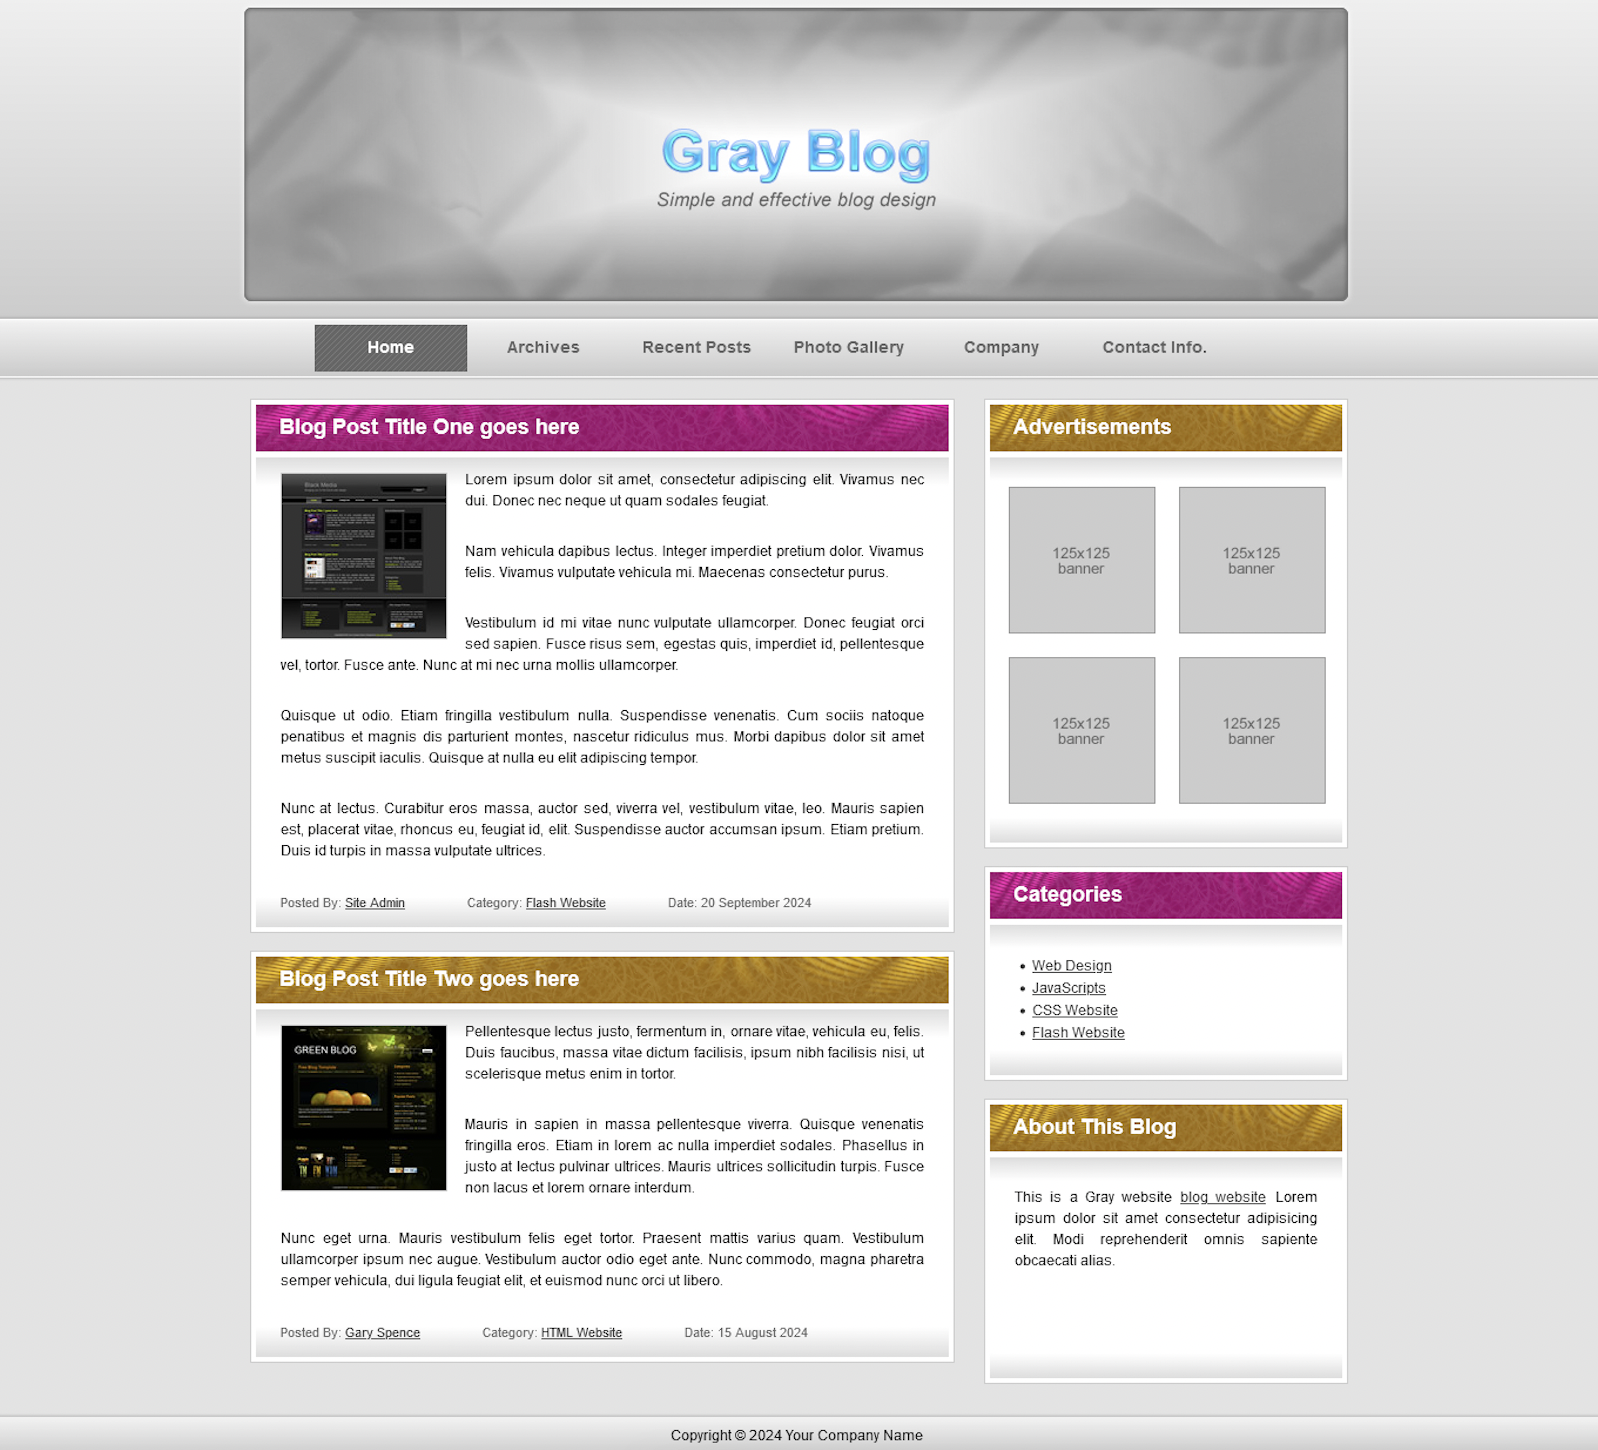 Gray Blog
Simple and effective blog design
Home
Archives
Recent Posts
Photo Gallery
Company
Contact Info.
Blog Post Title One goes here
Black Media
Lorem ipsum dolor sit amet, consectetur adipiscing elit. Vivamus nec
dui. Donec nec neque ut quam sodales feugiat.
Nam vehicula dapibus lectus. Integer imperdiet pretium dolor. Vivamus
felis. Vivamus vulputate vehicula mi. Maecenas consectetur purus.
Vestibulum id mi vitae nunc vulputate ullamcorper. Donec feugiat orci
sed sapien. Fusce risus sem, egestas quis, imperdiet id, pellentesque
vel, tortor. Fusce ante. Nunc at mi nec urna mollis ullamcorper.
Quisque ut odio. Etiam fringilla vestibulum nulla. Suspendisse venenatis. Cum sociis natoque
penatibus et magnis dis parturient montes, nascetur ridiculus mus. Morbi dapibus dolor sit amet
metus suscipit iaculis. Quisque at nulla eu elit adipiscing tempor.
Nunc at lectus. Curabitur eros massa, auctor sed, viverra vel, vestibulum vitae, leo. Mauris sapien
est, placerat vitae, rhoncus eu, feugiat id, elit. Suspendisse auctor accumsan ipsum. Etiam pretium.
Duis id turpis in massa vulputate ultrices.
Posted By: Site Admin
Category: Flash Website
Date: 20 September 2024
Blog Post Title Two goes here
GREEN BLOG
Free Blog Template
Pellentesque lectus justo, fermentum in, ornare vitae, vehicula eu, felis.
Duis faucibus, massa vitae dictum facilisis, ipsum nibh facilisis nisi, ut
scelerisque metus enim in tortor.
Mauris in sapien in massa pellentesque viverra. Quisque venenatis
fringilla eros. Etiam in lorem ac nulla imperdiet sodales. Phasellus in
justo at lectus pulvinar ultrices. Mauris ultrices sollicitudin turpis. Fusce
non lacus et lorem ornare interdum.
Nunc eget urna. Mauris vestibulum felis eget tortor. Praesent mattis varius quam. Vestibulum
ullamcorper ipsum nec augue. Vestibulum auctor odio eget ante. Nunc commodo, magna pharetra
semper vehicula, dui ligula feugiat elit, et euismod nunc orci ut libero.
Posted By: Gary Spence
Category: HTML Website
Date: 15 August 2024
Advertisements
125x125
banner
125x125
banner
125x125
banner
125x125
banner
Categories
Web Design
JavaScripts
CSS Website
Flash Website
About This Blog
This is a Gray website blog website Lorem
ipsum dolor sit amet consectetur adipisicing
elit. Modi reprehenderit omnis sapiente
obcaecati alias.
Copyright © 2024 Your Company Name